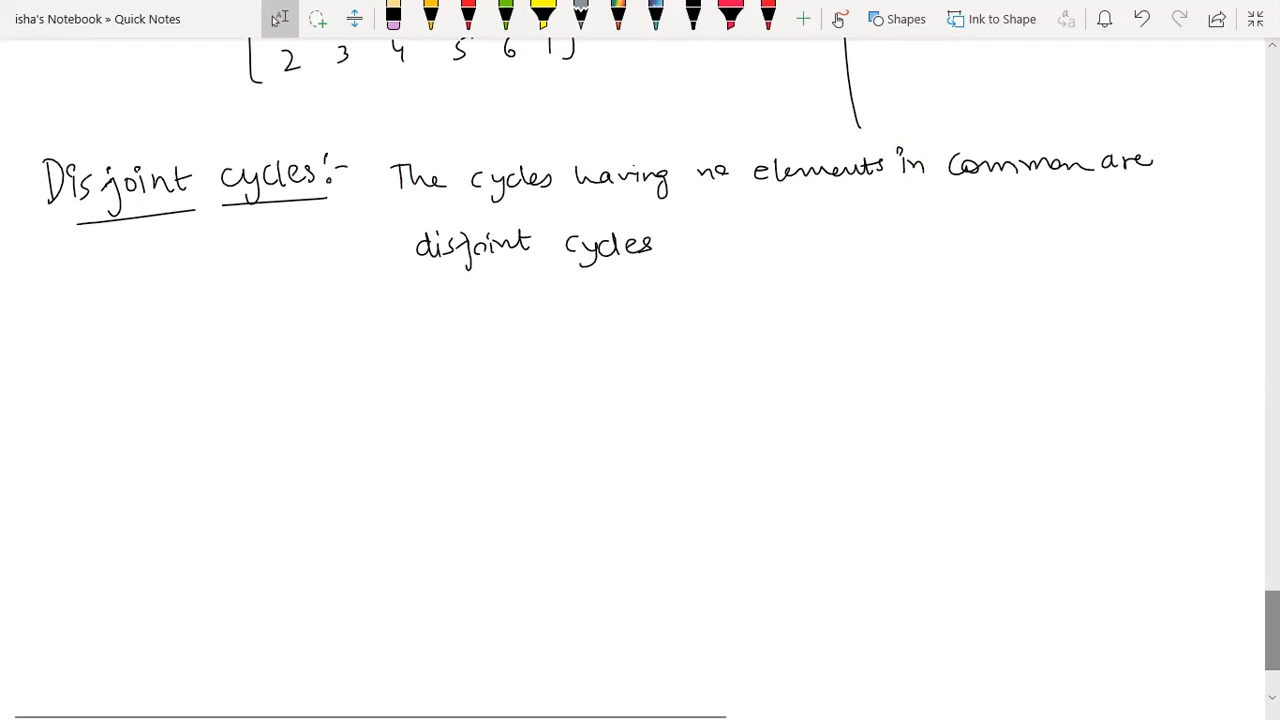 isha's Notebook » Quick Notes
Shapes
Ink to Shape
2 3 4 5 6 1
Disjoint cycles:- The cycles having no elements in common are
disjoint cycles